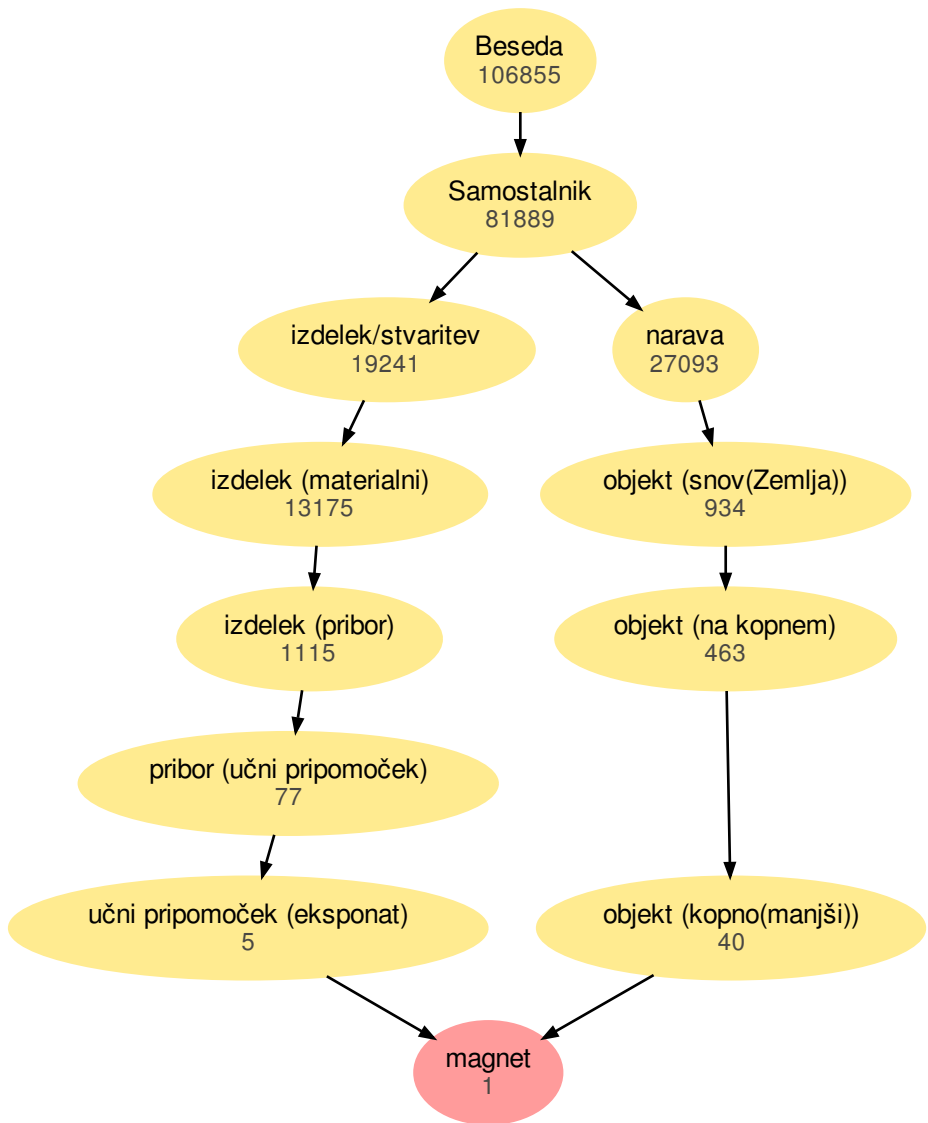 Beseda
106855
Samostalnik
81889
izdelek/stvaritev
19241
narava
27093
izdelek (materialni)
13175
objekt (snov(Zemlja))
934
izdelek (pribor)
1115
objekt (na kopnem)
463
pribor (učni pripomoček)
77
učni pripomoček (eksponat)
5
objekt (kopno(manjši))
40
magnet
1